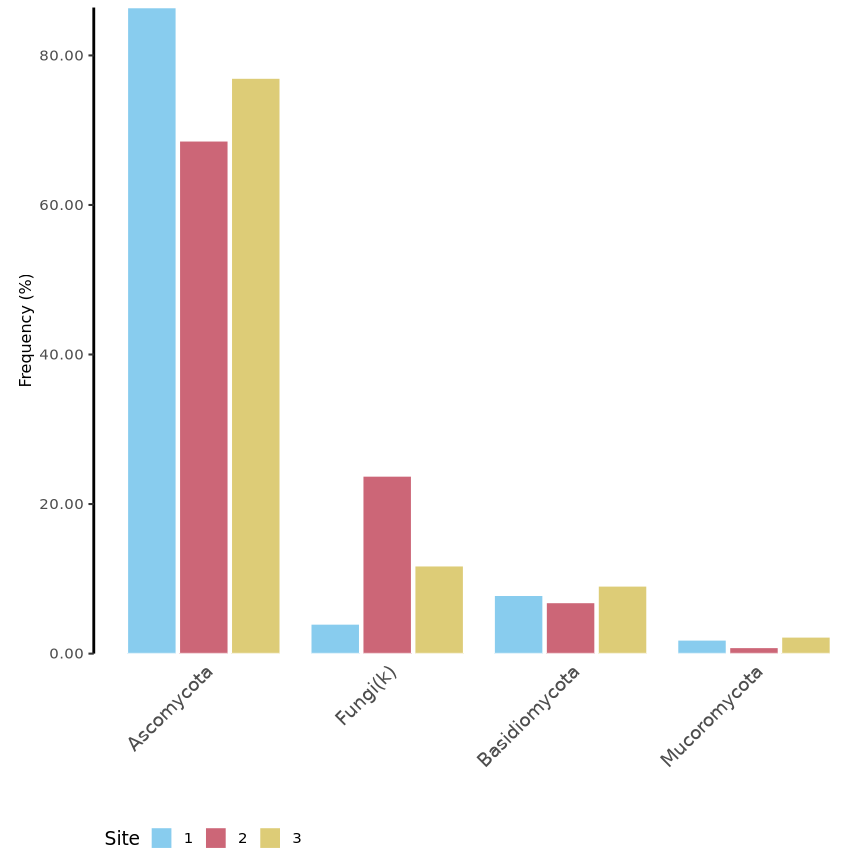 80.00
60.00
40.00
20.00
0.00
Frequency (%)
Ascomycota
Fungi(k)
Basidiomycota
Mucoromycota
Site 1 2 3